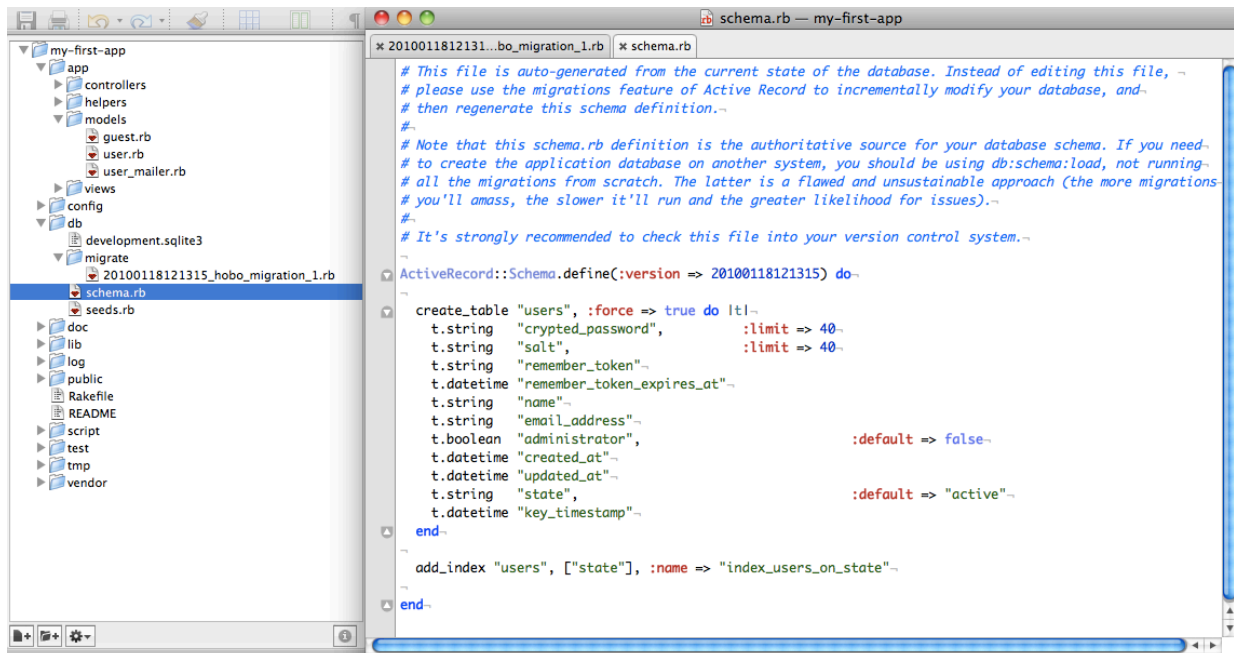 my-first-app
app
controllers
helpers
models
guest.rb
user.rb
user_mailer.rb
views
config
db
development.sqlite3
migrate
20100118121315_hobo_migration_1.rb
schema.rb
seeds.rb
doc
lib
log
public
Rakefile
README
script
test
tmp
vendor
schema.rb — my-first-app
2010011812131...bo_migration_1.rb schema.rb
# This file is auto-generated from the current state of the database. Instead of editing this file,
# please use the migrations feature of Active Record to incrementally modify your database, and
# then regenerate this schema definition.
#
# Note that this schema.rb definition is the authoritative source for your database schema. If you need
# to create the application database on another system, you should be using db:schema:load, not running
# all the migrations from scratch. The latter is a flawed and unsustainable approach (the more migrations
# you'll amass, the slower it'll run and the greater likelihood for issues).
#
# It's strongly recommended to check this file into your version control system.
ActiveRecord::Schema.define(:version => 20100118121315) do
create_table "users", :force => true do |t|
t.string "crypted_password", :limit => 40
t.string "salt", :limit => 40
t.string "remember_token"
t.datetime "remember_token_expires_at"
t.string "name"
t.string "email_address"
t.boolean "administrator", :default => false
t.datetime "created_at"
t.datetime "updated_at"
t.string "state", :default => "active"
t.datetime "key_timestamp"
end
add_index "users", ["state"], :name => "index_users_on_state"
end